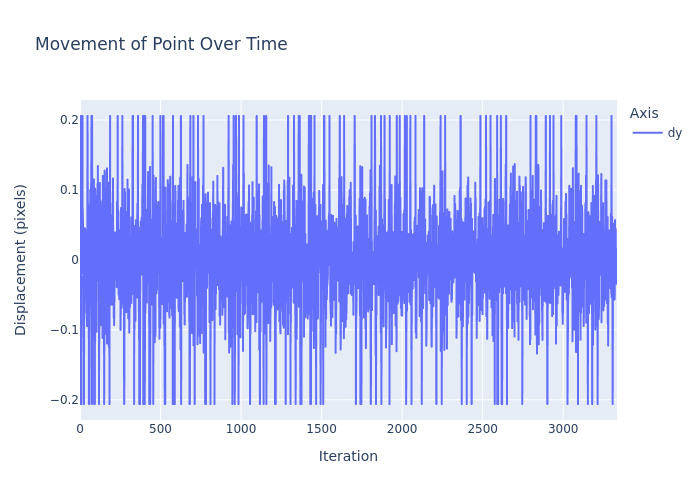 Movement of Point Over Time
Axis
dy
Displacement (pixels)
0.2
0.1
0
−0.1
−0.2
0 500 1000 1500 2000 2500 3000
Iteration